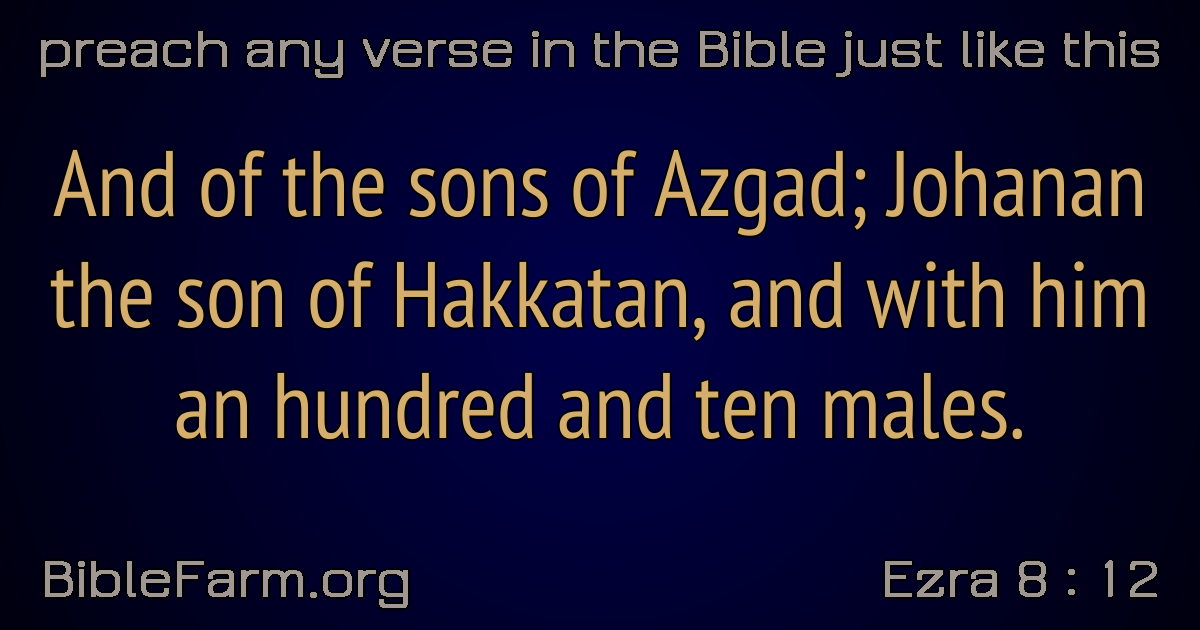 preach any verse in the Bible just like this
And of the sons of Azgad; Johanan
the son of Hakkatan, and with him
an hundred and ten males.
BibleFarm.org
Ezra 8 : 12